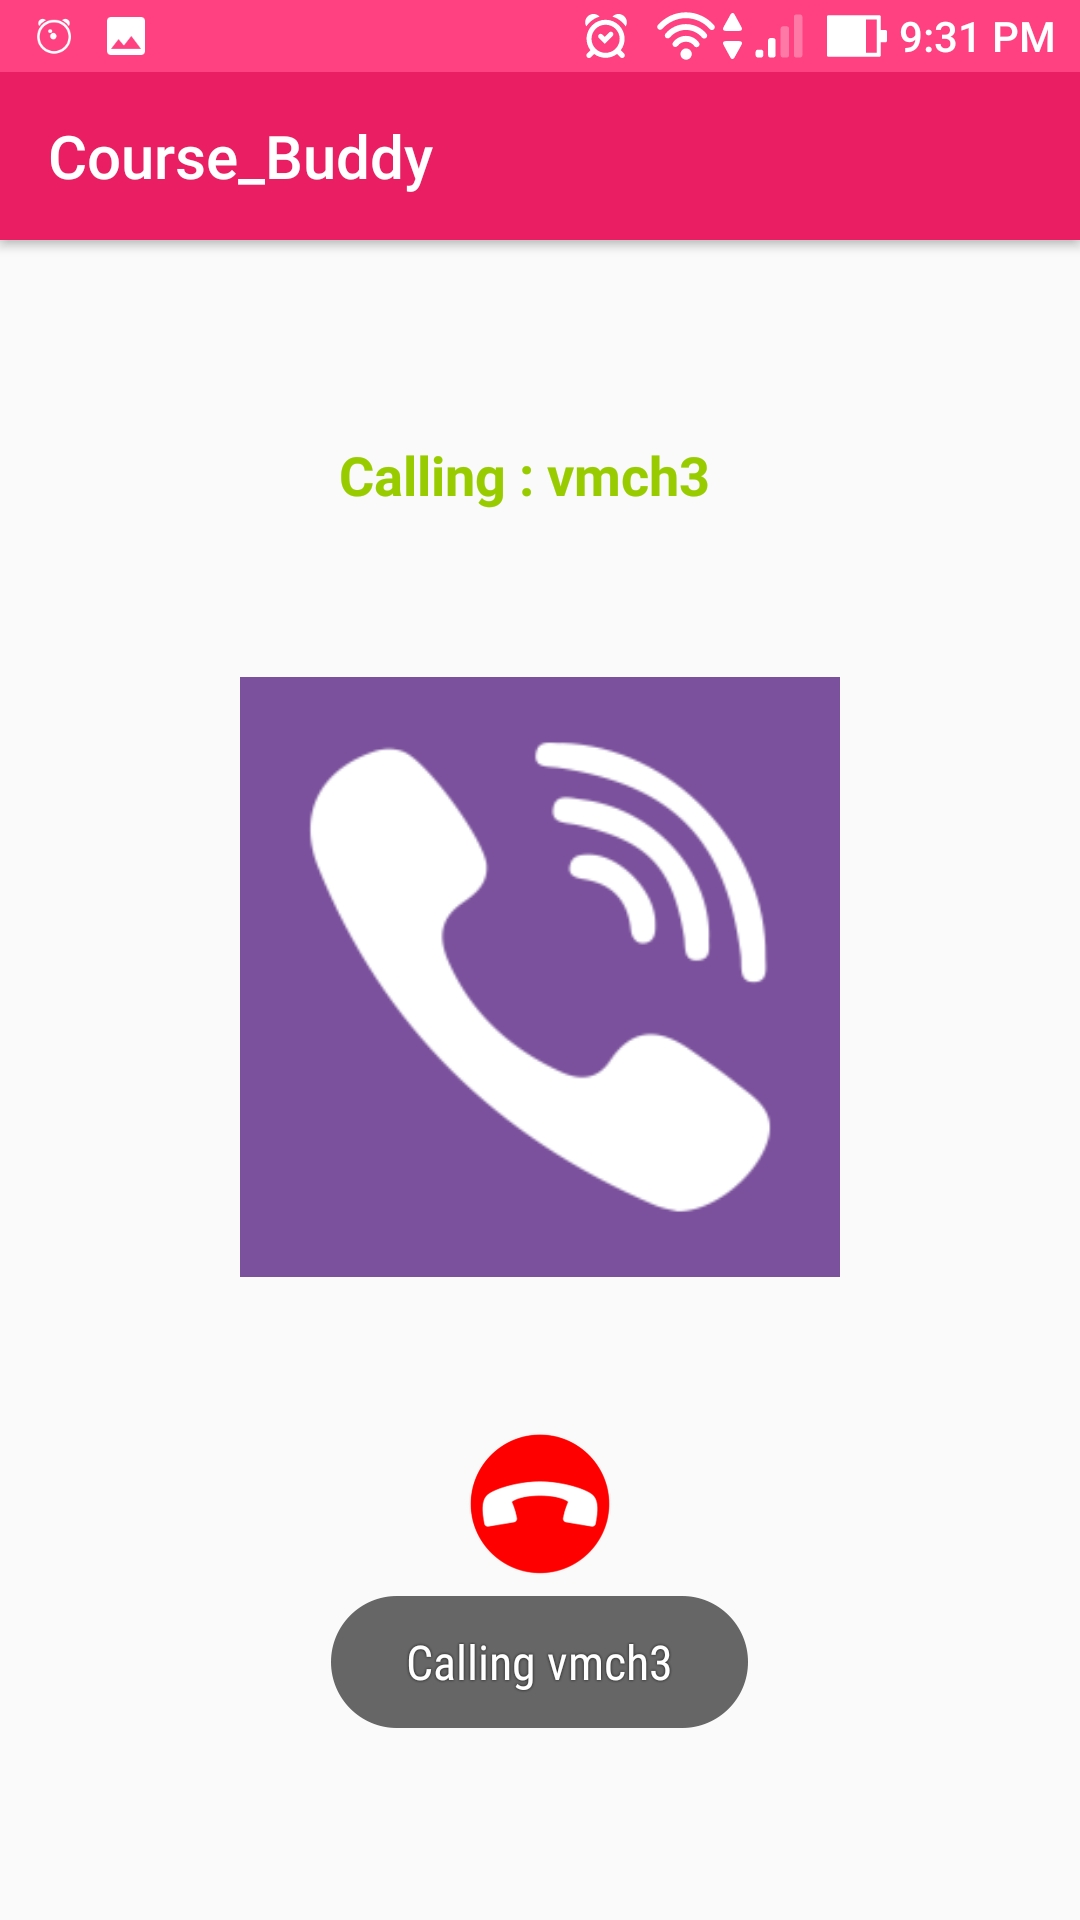 9:31 PM
Course_Buddy
Calling : vmch3
Calling vmch3